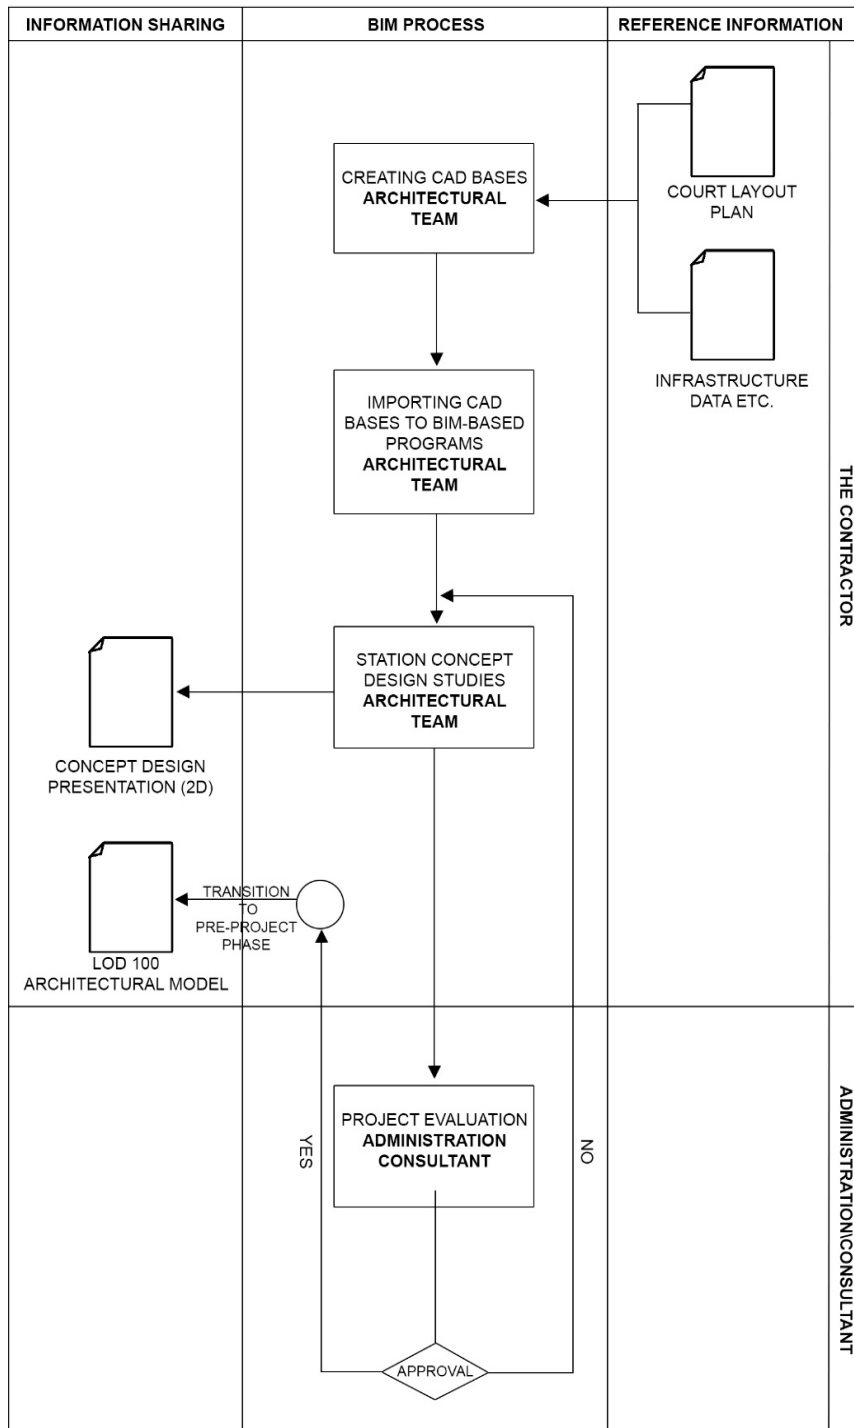 INFORMATION SHARING
BIM PROCESS
REFERENCE INFORMATION
COURT LAYOUT
PLAN
CREATING CAD BASES
ARCHITECTURAL
TEAM
INFRASTRUCTURE
DATA ETC.
IMPORTING CAD
BASES TO BIM-BASED
PROGRAMS
ARCHITECTURAL
TEAM
THE CONTRACTOR
STATION CONCEPT
DESIGN STUDIES
ARCHITECTURAL
TEAM
CONCEPT DESIGN
PRESENTATION (2D)
TRANSITION
TO
PRE-PROJECT
PHASE
LOD 100
ARCHITECTURAL MODEL
PROJECT EVALUATION
ADMINISTRATION
CONSULTANT
YES
NO
ADMINISTRATION\CONSULTANT
APPROVAL